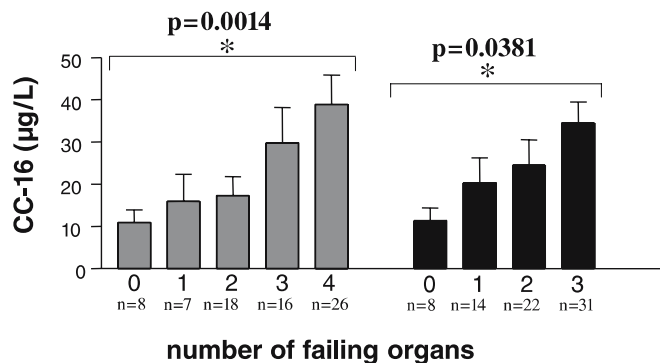 p=0.0014
*
p=0.0381
*
CC-16 (µg/L)
50
40
30
20
10
0
0 1 2 3 4 0 1 2 3
n=8 n=7 n=18 n=16 n=26 n=8 n=14 n=22 n=31
number of failing organs